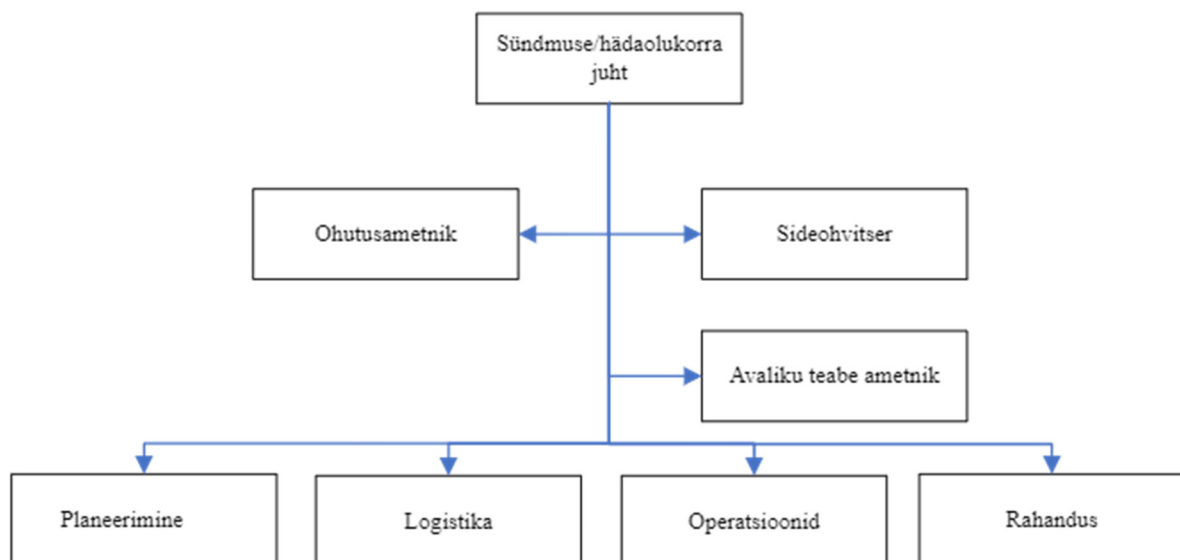 Sündmuse/hädaolukorra
juht
Ohutusametnik
Sideohvitser
Avaliku teabe ametnik
Planeerimine
Logistika
Operatsioonid
Rahandus